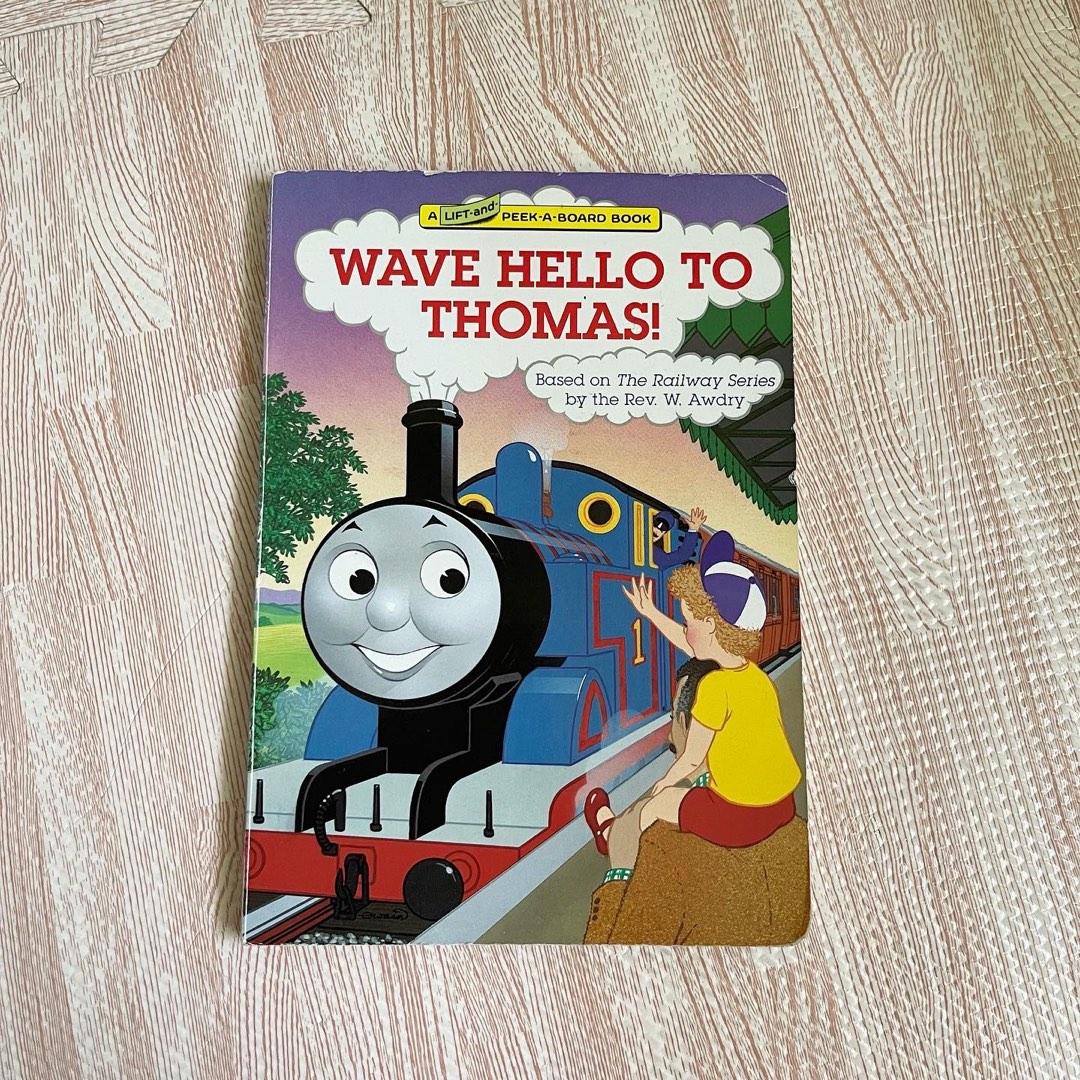 A LIFT-and-PEEK-A-BOARD BOOK
WAVE HELLO TO
THOMAS!
Based on The Railway Series
by the Rev. W. Awdry
1
Owain